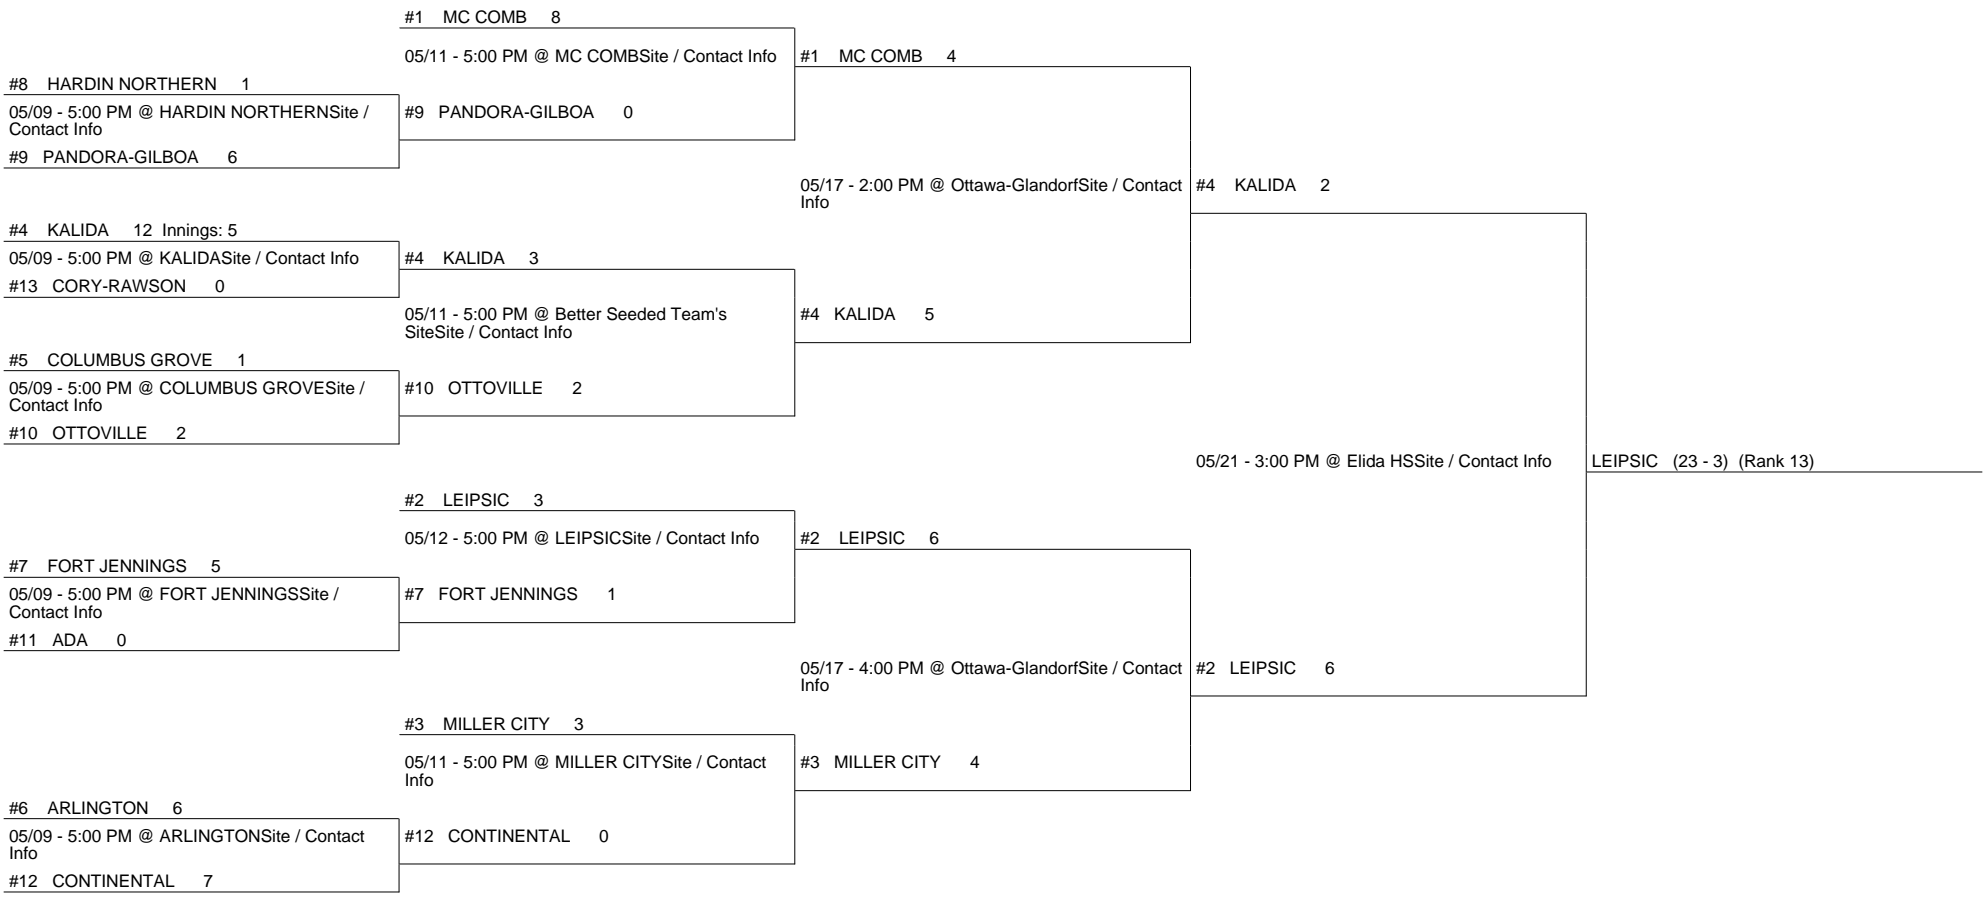 #1 MC COMB 8
05/11 - 5:00 PM @ MC COMBSite / Contact Info
#1 MC COMB 4
#8 HARDIN NORTHERN 1
05/09 - 5:00 PM @ HARDIN NORTHERNSite /
Contact Info
#9 PANDORA-GILBOA 0
#9 PANDORA-GILBOA 6
05/17 - 2:00 PM @ Ottawa-GlandorfSite / Contact
Info
#4 KALIDA 2
#4 KALIDA 12 Innings: 5
05/09 - 5:00 PM @ KALIDASite / Contact Info
#4 KALIDA 3
#13 CORY-RAWSON 0
05/11 - 5:00 PM @ Better Seeded Team's
SiteSite / Contact Info
#4 KALIDA 5
#5 COLUMBUS GROVE 1
05/09 - 5:00 PM @ COLUMBUS GROVESite /
Contact Info
#10 OTTOVILLE 2
#10 OTTOVILLE 2
05/21 - 3:00 PM @ Elida HSSite / Contact Info
LEIPSIC (23 - 3) (Rank 13)
#2 LEIPSIC 3
05/12 - 5:00 PM @ LEIPSICSite / Contact Info
#2 LEIPSIC 6
#7 FORT JENNINGS 5
05/09 - 5:00 PM @ FORT JENNINGSSite /
Contact Info
#7 FORT JENNINGS 1
#11 ADA 0
05/17 - 4:00 PM @ Ottawa-GlandorfSite / Contact
Info
#2 LEIPSIC 6
#3 MILLER CITY 3
05/11 - 5:00 PM @ MILLER CITYSite / Contact
Info
#3 MILLER CITY 4
#6 ARLINGTON 6
05/09 - 5:00 PM @ ARLINGTONSite / Contact
Info
#12 CONTINENTAL 0
#12 CONTINENTAL 7